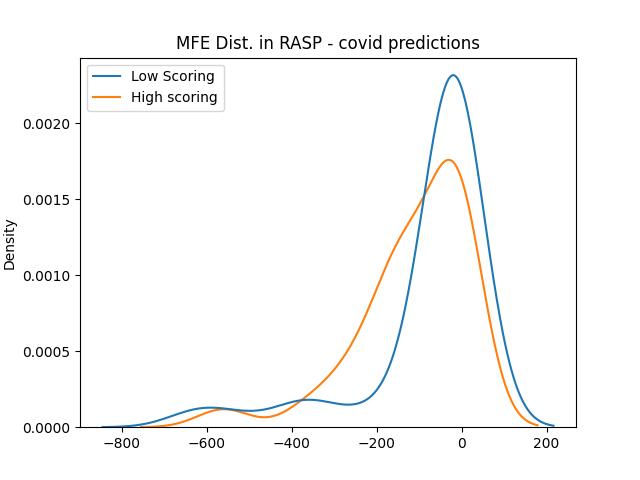 MFE Dist. in RASP - covid predictions
Low Scoring
High scoring
Density
0.0020
0.0015
0.0010
0.0005
0.0000
−800
−600
−400
−200
0
200